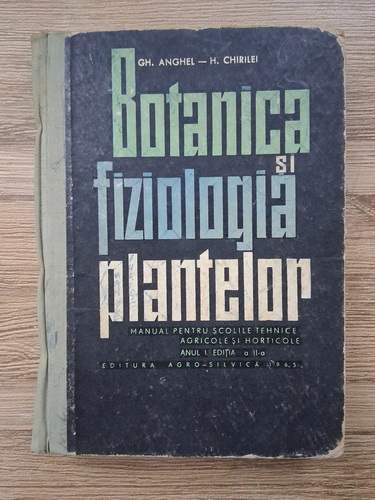 GH. ANGHEL — H. CHIRILEI
Botanica
și
fiziologia
plantelor
MANUAL PENTRU ȘCOLILE TEHNICE
AGRICOLE ȘI HORTICOLE
ANUL I. EDIȚIA a II-a
EDITURA AGRO-SILVICĂ 1965